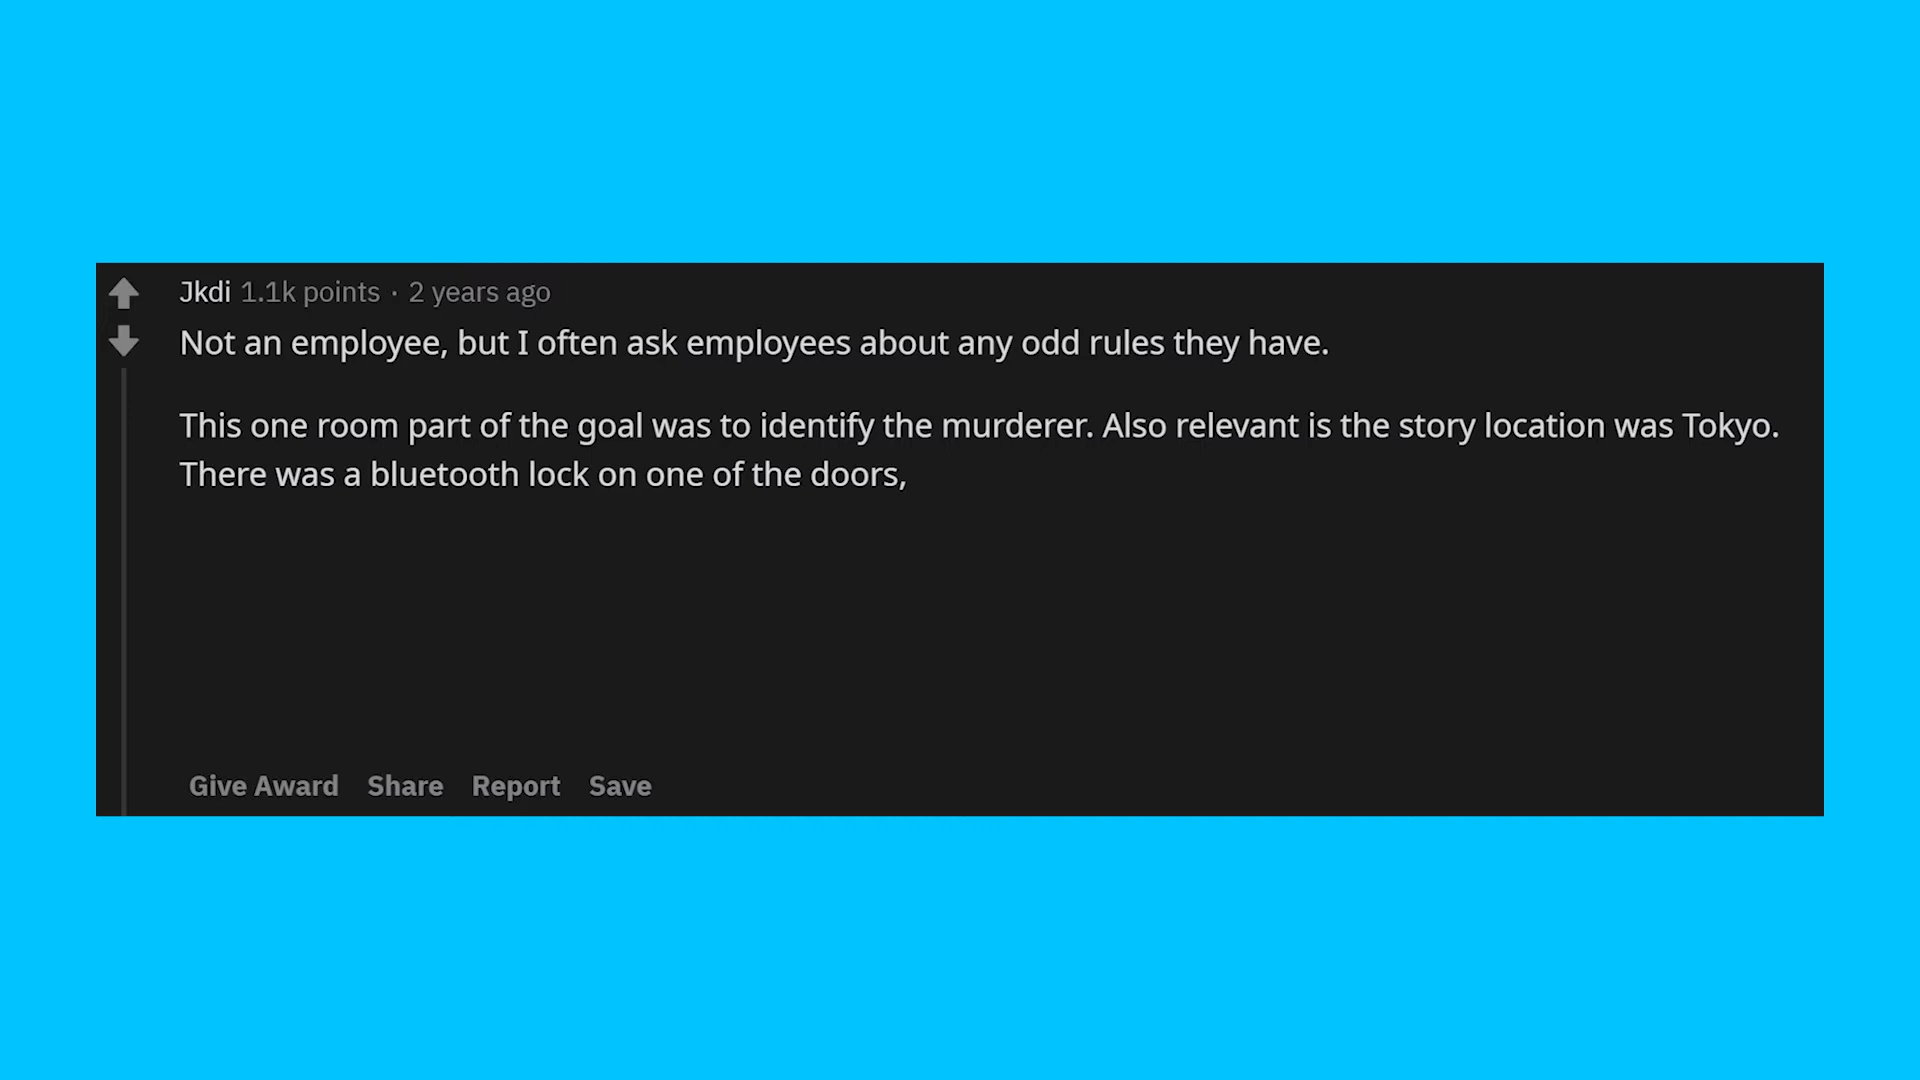 Jkdi 1.1k points · 2 years ago
Not an employee, but I often ask employees about any odd rules they have.
This one room part of the goal was to identify the murderer. Also relevant is the story location was Tokyo.
There was a bluetooth lock on one of the doors,
Give Award Share Report Save